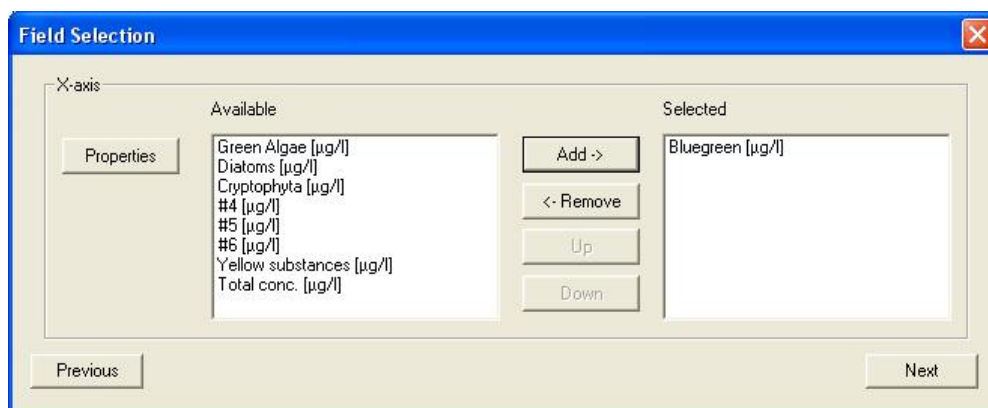 Field Selection
X-axis
Available
Selected
Properties
Green Algae [µg/l]
Diatoms [µg/l]
Cryptophyta [µg/l]
#4 [µg/l]
#5 [µg/l]
#6 [µg/l]
Yellow substances [µg/l]
Total conc. [µg/l]
Add ->
<- Remove
Up
Down
Bluegreen [µg/l]
Previous
Next